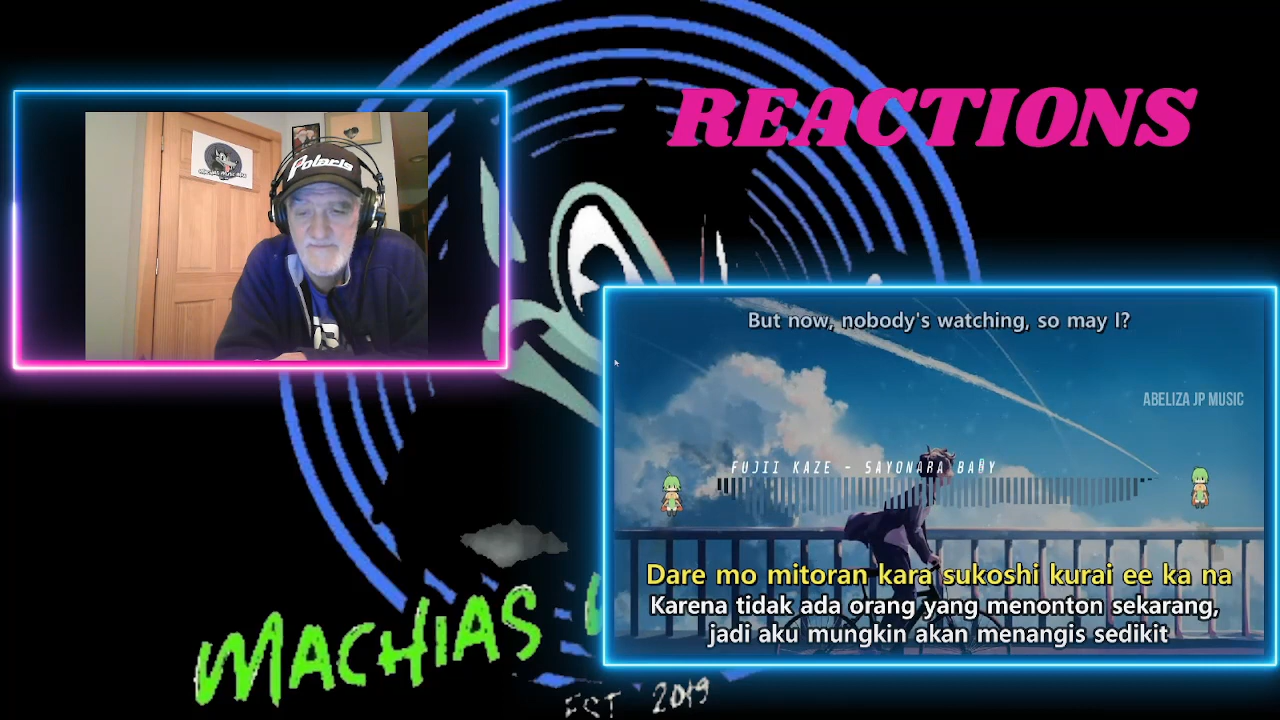 REACTIONS
Polaris
But now, nobody's watching, so may I?
ABELIZA JP MUSIC
FUJII KAZE - SAYONARA BABY
Dare mo mitoran kara sukoshi kurai ee ka na
Karena tidak ada orang yang menonton sekarang,
jadi aku mungkin akan menangis sedikit
MACHIAS
EST 2019